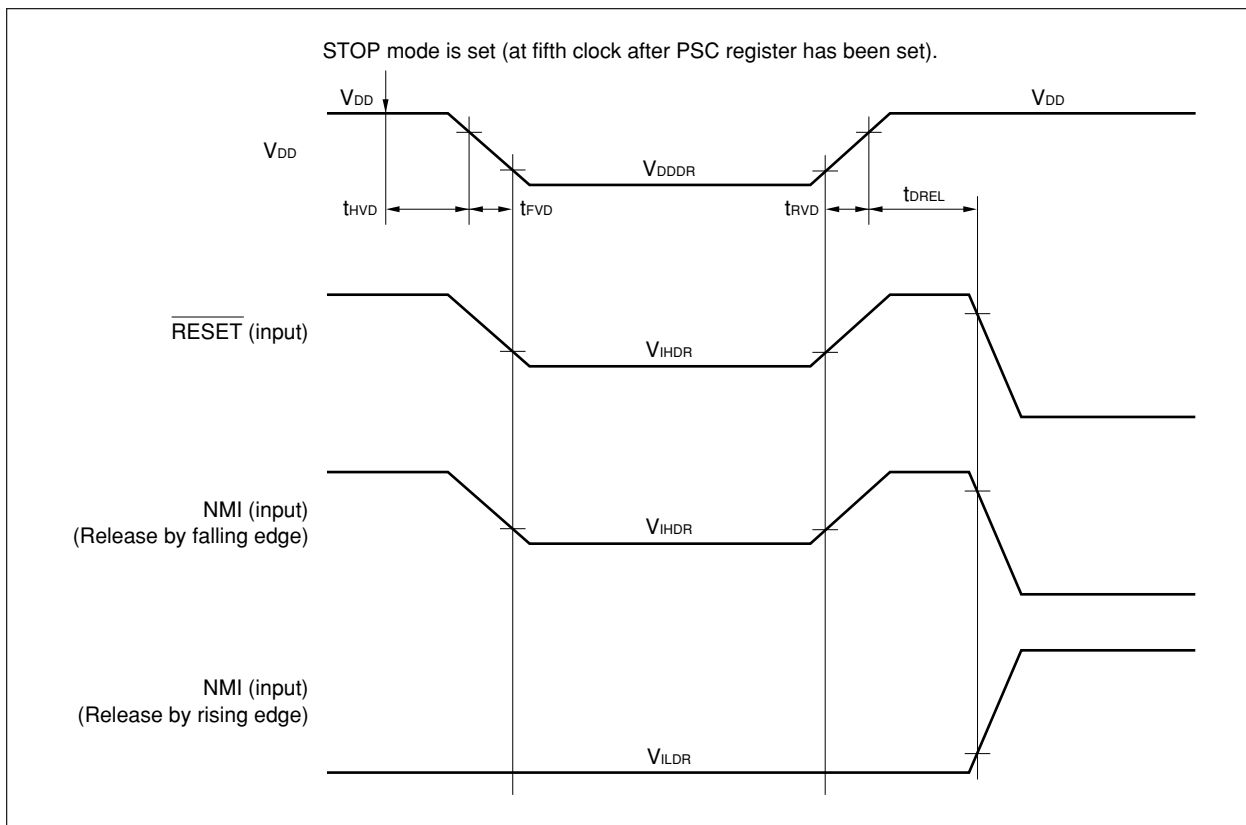 STOP mode is set (at fifth clock after PSC register has been set).
VDD
VDD
VDD
VDDDR
tHVD
tFVD
tRVD
tDREL
RESET (input)
VIHDR
NMI (input)
(Release by falling edge)
VIHDR
NMI (input)
(Release by rising edge)
VILDR